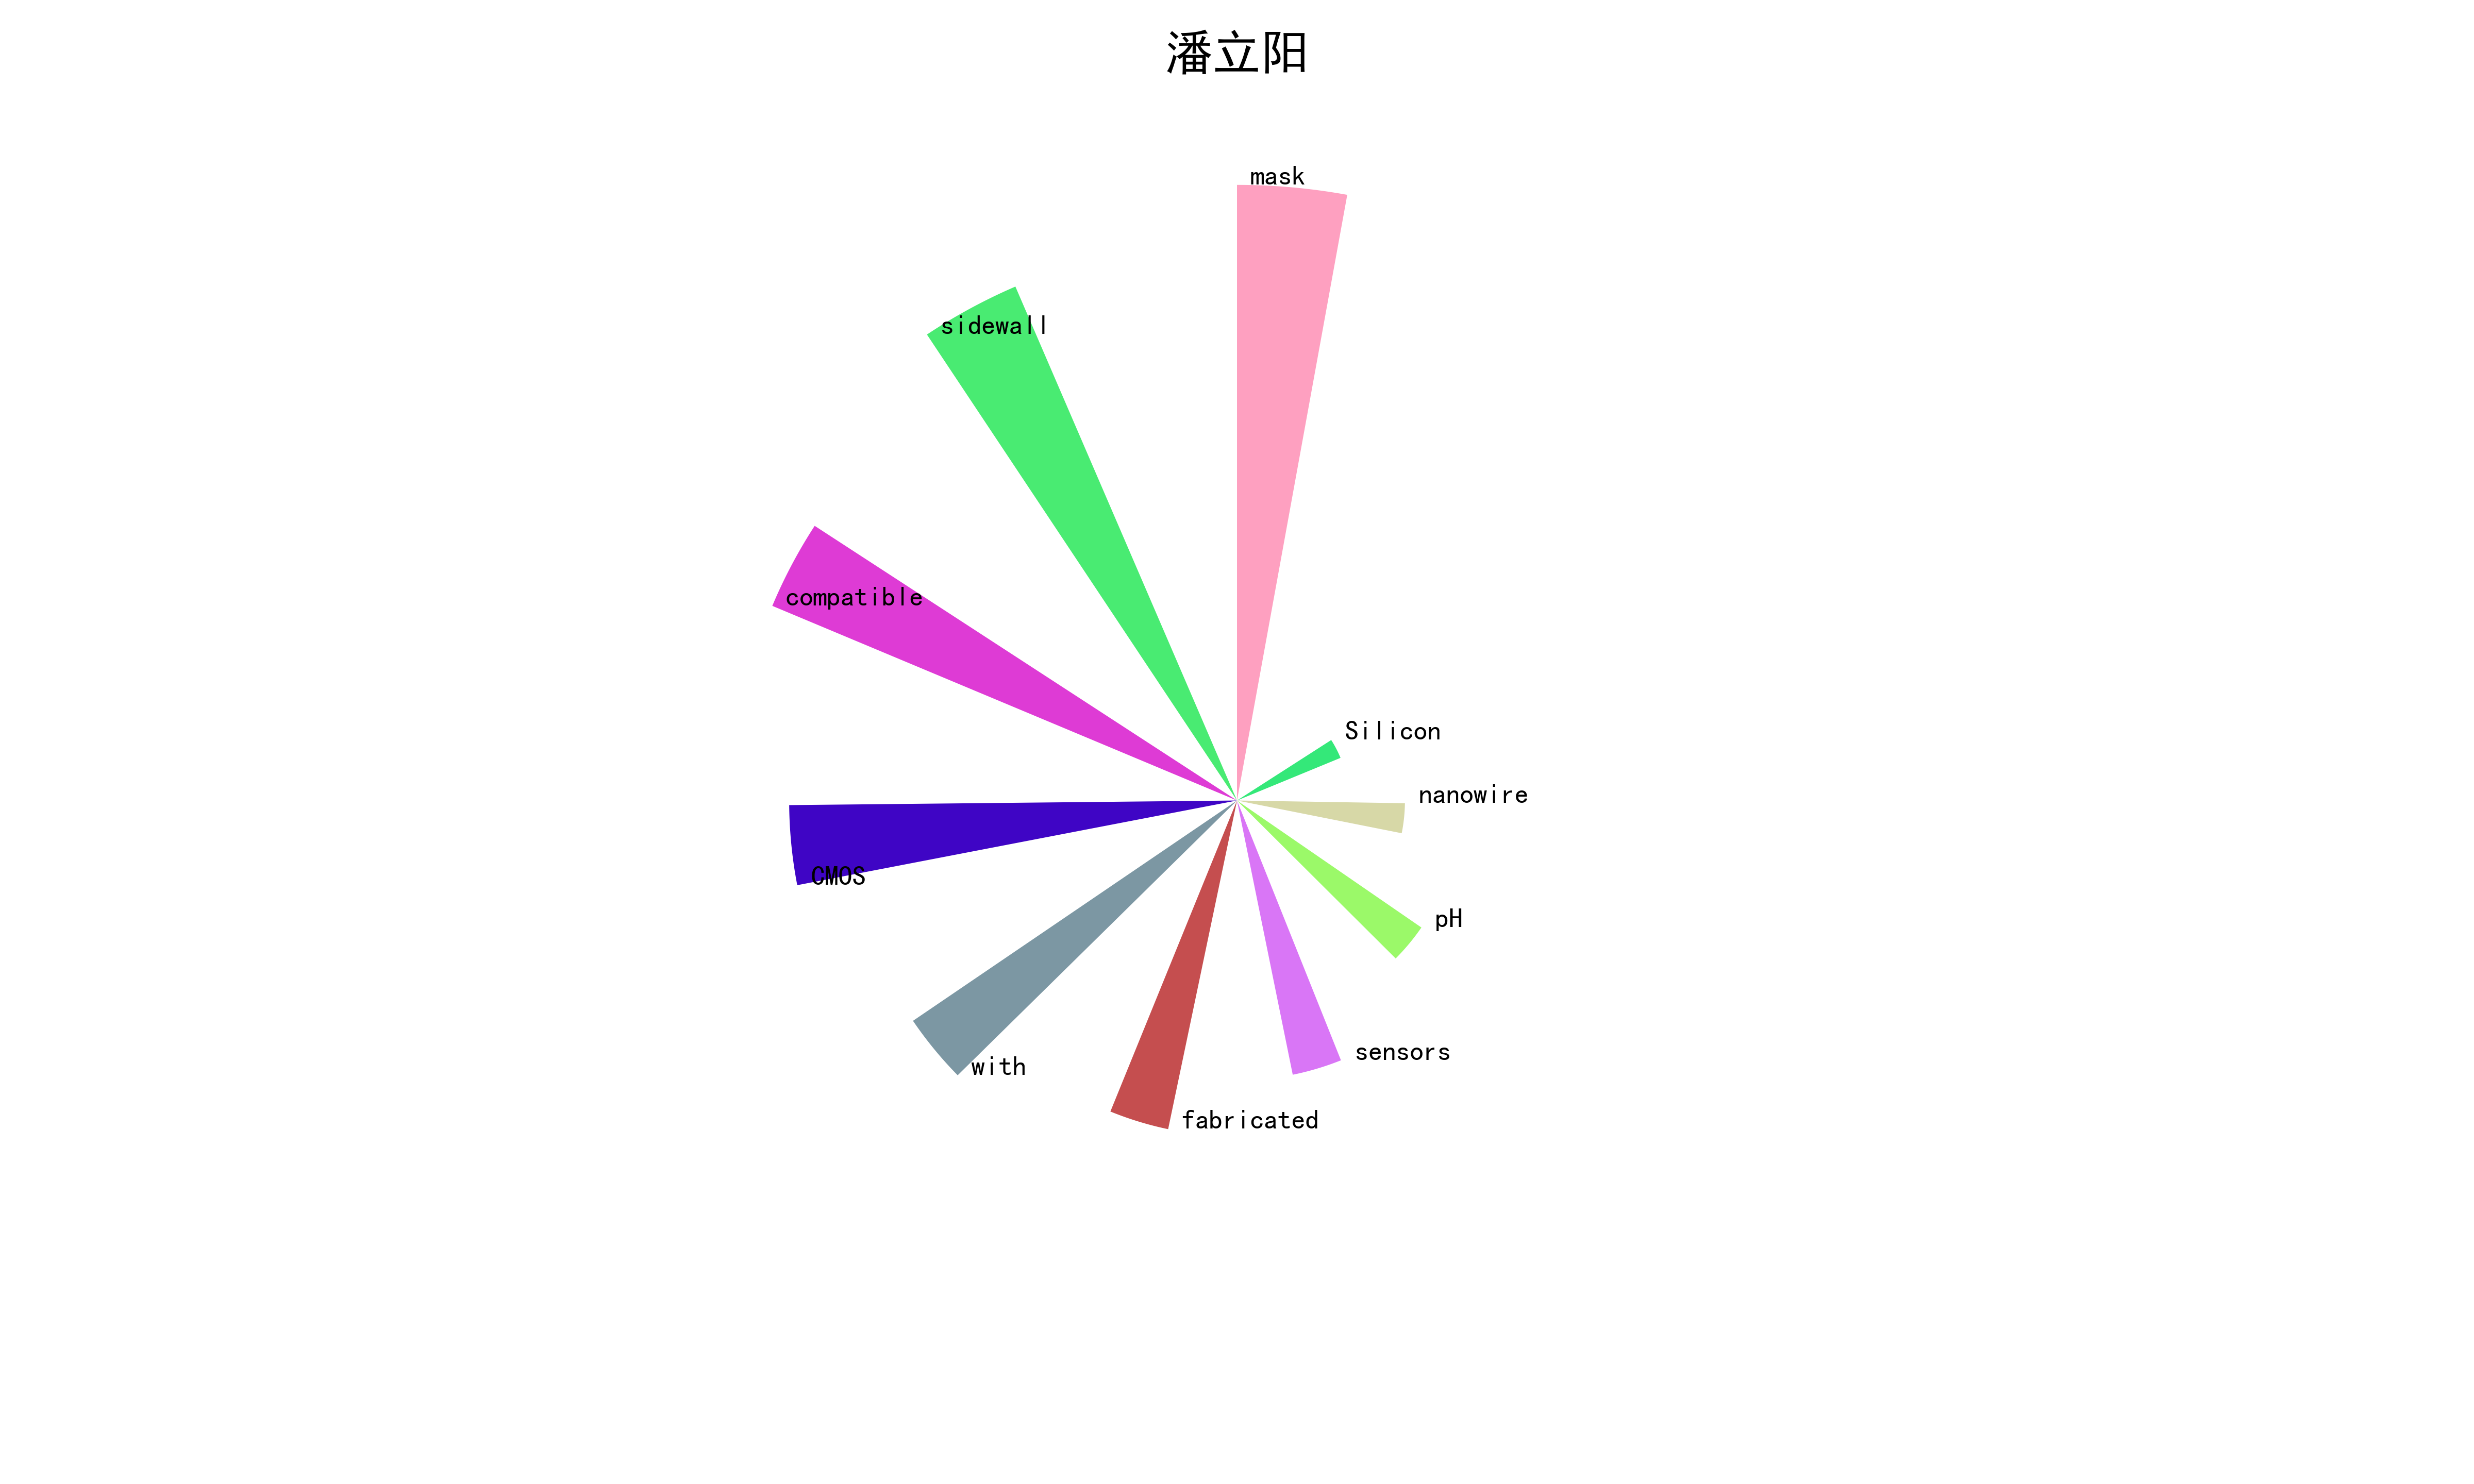 潘立阳
mask
sidewall
compatible
Silicon
nanowire
CMOS
pH
sensors
with
fabricated